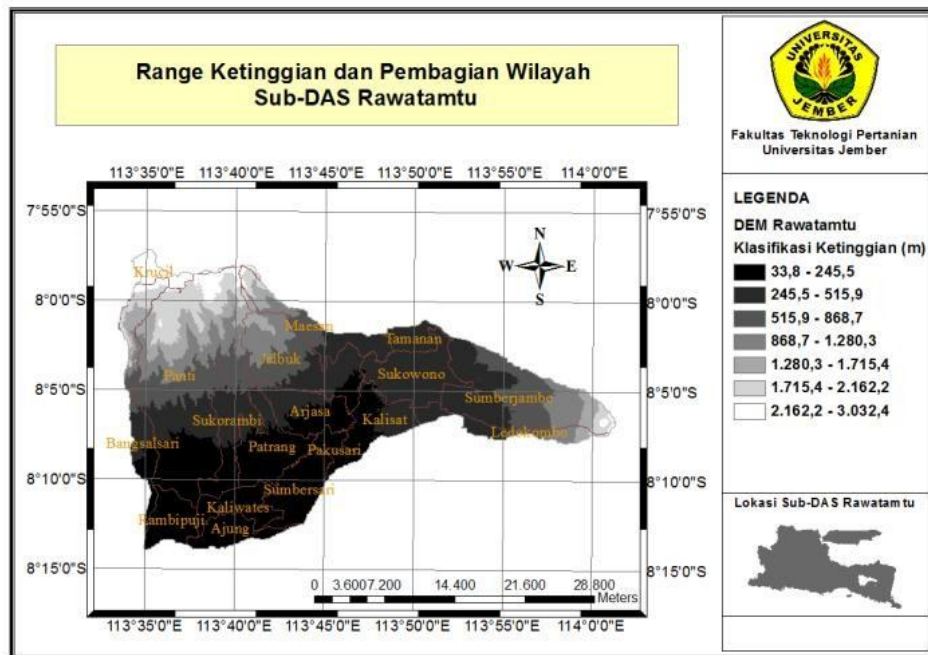 Range Ketinggian dan Pembagian Wilayah
Sub-DAS Rawatamtu
UNIVERSITAS
JEMBER
Fakultas Teknologi Pertanian
Universitas Jember
113°35'0"E 113°40'0"E 113°45'0"E 113°50'0"E 113°55'0"E 114°0'0"E
7°55'0"S 7°55'0"S
N
W E
S
Krucil
8°0'0"S 8°0'0"S
Maesan
Tamanan
Jelbuk
Panti
Sukowono
8°5'0"S 8°5'0"S
Sumberjambe
Arjasa
Sukorambi
Kalisat
Ledokombo
Bangsalsari
Patrang
Pakusari
8°10'0"S 8°10'0"S
Sumbersari
Kaliwates
Rambipuji
Ajung
8°15'0"S 8°15'0"S
0 3.6007.200 14.400 21.600 28.800
Meters
113°35'0"E 113°40'0"E 113°45'0"E 113°50'0"E 113°55'0"E 114°0'0"E
LEGENDA
DEM Rawatamtu
Klasifikasi Ketinggian (m)
33,8 - 245,5
245,5 - 515,9
515,9 - 868,7
868,7 - 1.280,3
1.280,3 - 1.715,4
1.715,4 - 2.162,2
2.162,2 - 3.032,4
Lokasi Sub-DAS Rawatamtu